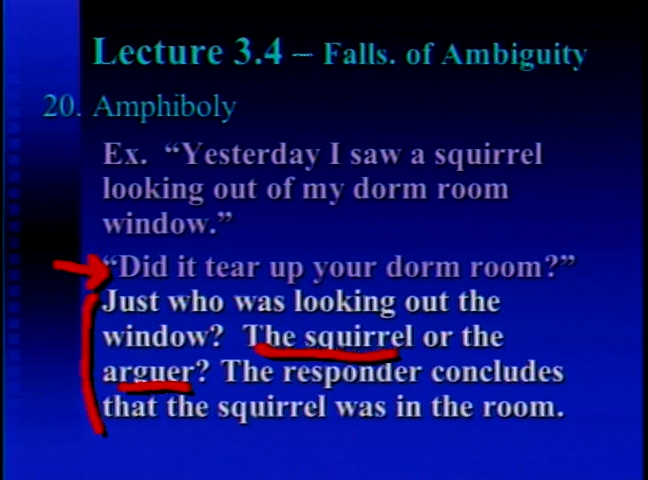 Lecture 3.4 – Falls. of Ambiguity
20. Amphiboly
Ex. “Yesterday I saw a squirrel
looking out of my dorm room
window.”
“Did it tear up your dorm room?”
Just who was looking out the
window? The squirrel or the
arguer? The responder concludes
that the squirrel was in the room.